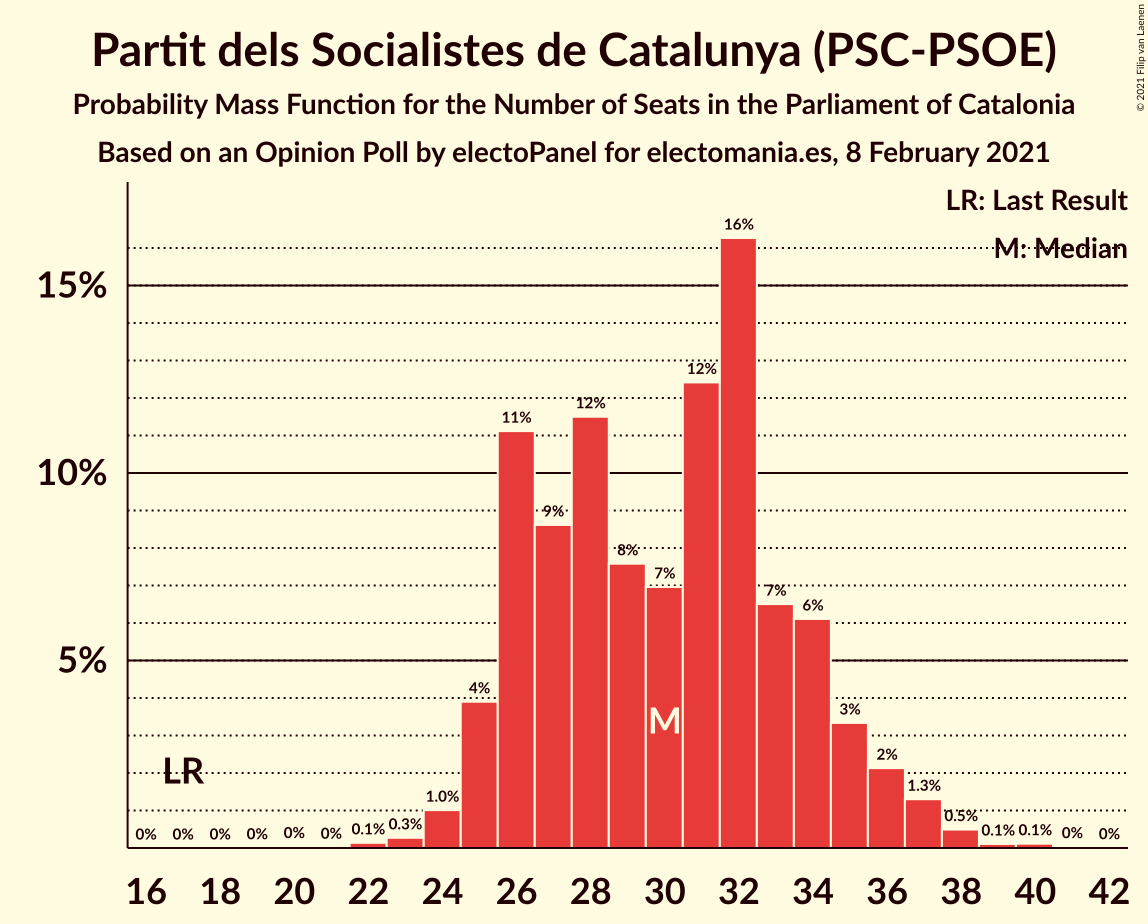 Partit dels Socialistes de Catalunya (PSC-PSOE)
Probability Mass Function for the Number of Seats in the Parliament of Catalonia
Based on an Opinion Poll by electoPanel for electomania.es, 8 February 2021
© 2021 Filip van Laenen
LR: Last Result
M: Median
15%
10%
5%
0% 0% 0% 0% 0% 0% 0.1% 0.3% 1.0% 4% 11% 9% 12% 8% 7% 12% 16% 7% 6% 3% 2% 1.3% 0.5% 0.1% 0.1% 0% 0%
LR
M
16 18 20 22 24 26 28 30 32 34 36 38 40 42